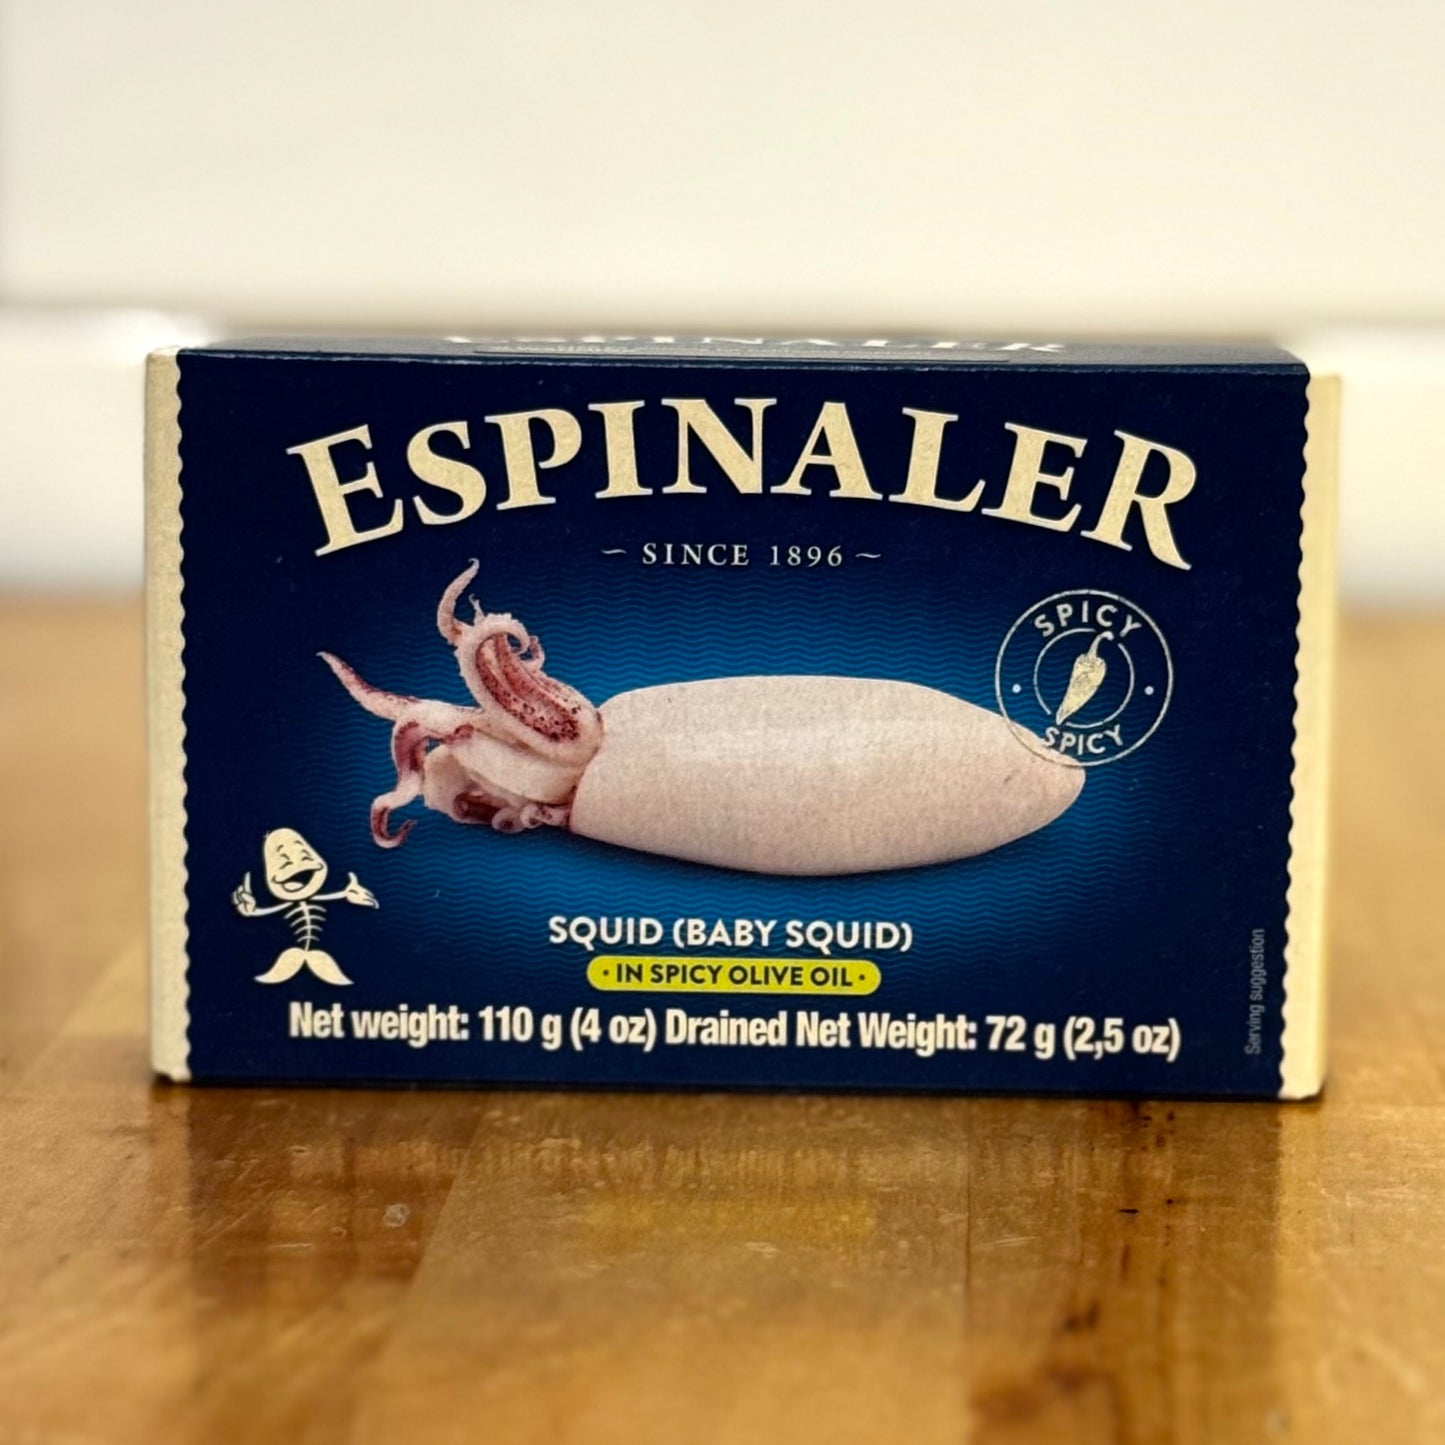 ESPINALER
ESPINALER
~ SINCE 1896 ~
SPICY
SPICY
SQUID (BABY SQUID)
· IN SPICY OLIVE OIL ·
Net weight: 110 g (4 oz) Drained Net Weight: 72 g (2,5 oz)
Serving suggestion